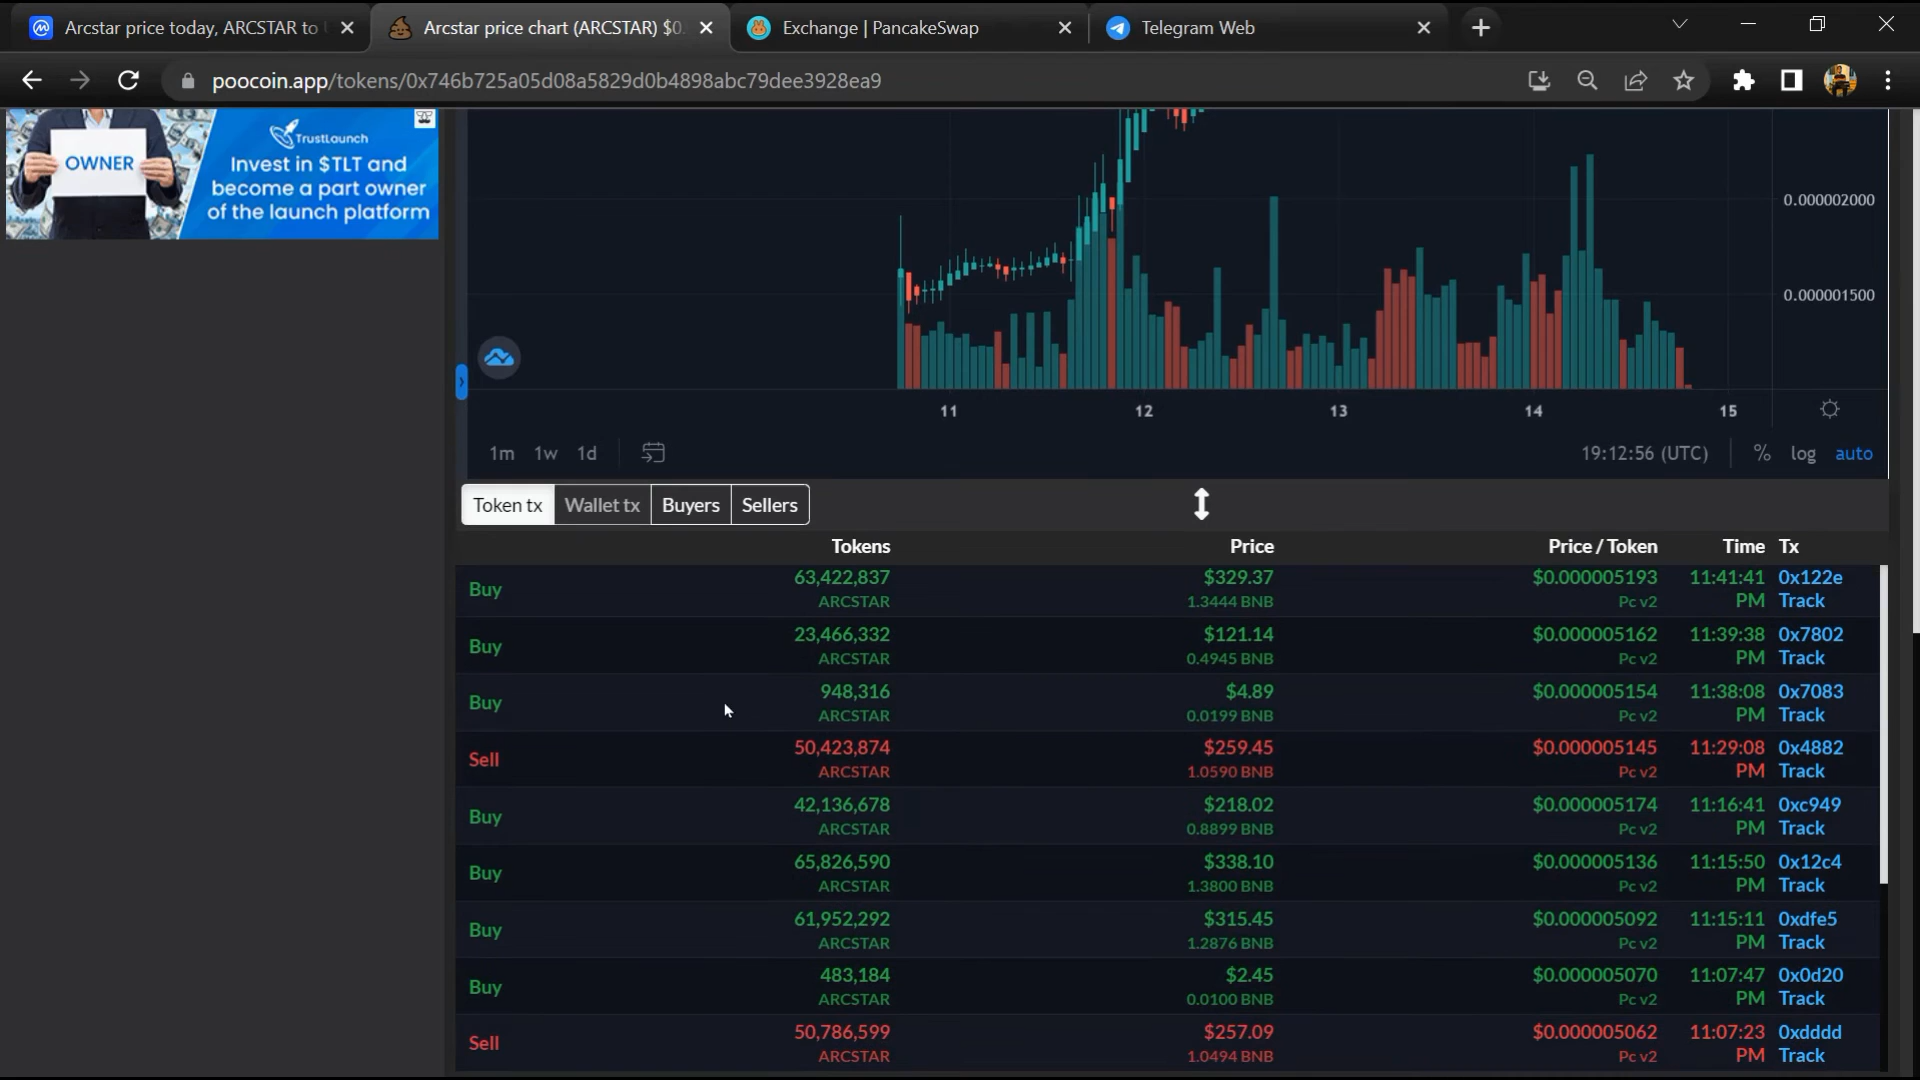 Arcstar price today, ARCSTAR to
Arcstar price chart (ARCSTAR) $0.
Exchange | PancakeSwap
Telegram Web
poocoin.app/tokens/0x746b725a05d08a5829d0b4898abc79dee3928ea9
OWNER
TrustLaunch
Invest in $TLT and
become a part owner
of the launch platform
0.000002000
0.000001500
11 12 13 14 15
1m 1w 1d 19:12:56 (UTC) % log auto
Token tx Wallet tx Buyers Sellers
Tokens Price Price / Token Time Tx
Buy 63,422,837 $329.37 $0.000005193 11:41:41 0x122e
ARCSTAR 1.3444 BNB Pc v2 PM Track
Buy 23,466,332 $121.14 $0.000005162 11:39:38 0x7802
ARCSTAR 0.4945 BNB Pc v2 PM Track
Buy 948,316 $4.89 $0.000005154 11:38:08 0x7083
ARCSTAR 0.0199 BNB Pc v2 PM Track
Sell 50,423,874 $259.45 $0.000005145 11:29:08 0x4882
ARCSTAR 1.0590 BNB Pc v2 PM Track
Buy 42,136,678 $218.02 $0.000005174 11:16:41 0xc949
ARCSTAR 0.8899 BNB Pc v2 PM Track
Buy 65,826,590 $338.10 $0.000005136 11:15:50 0x12c4
ARCSTAR 1.3800 BNB Pc v2 PM Track
Buy 61,952,292 $315.45 $0.000005092 11:15:11 0xdfe5
ARCSTAR 1.2876 BNB Pc v2 PM Track
Buy 483,184 $2.45 $0.000005070 11:07:47 0x0d20
ARCSTAR 0.0100 BNB Pc v2 PM Track
Sell 50,786,599 $257.09 $0.000005062 11:07:23 0xdddd
ARCSTAR 1.0494 BNB Pc v2 PM Track